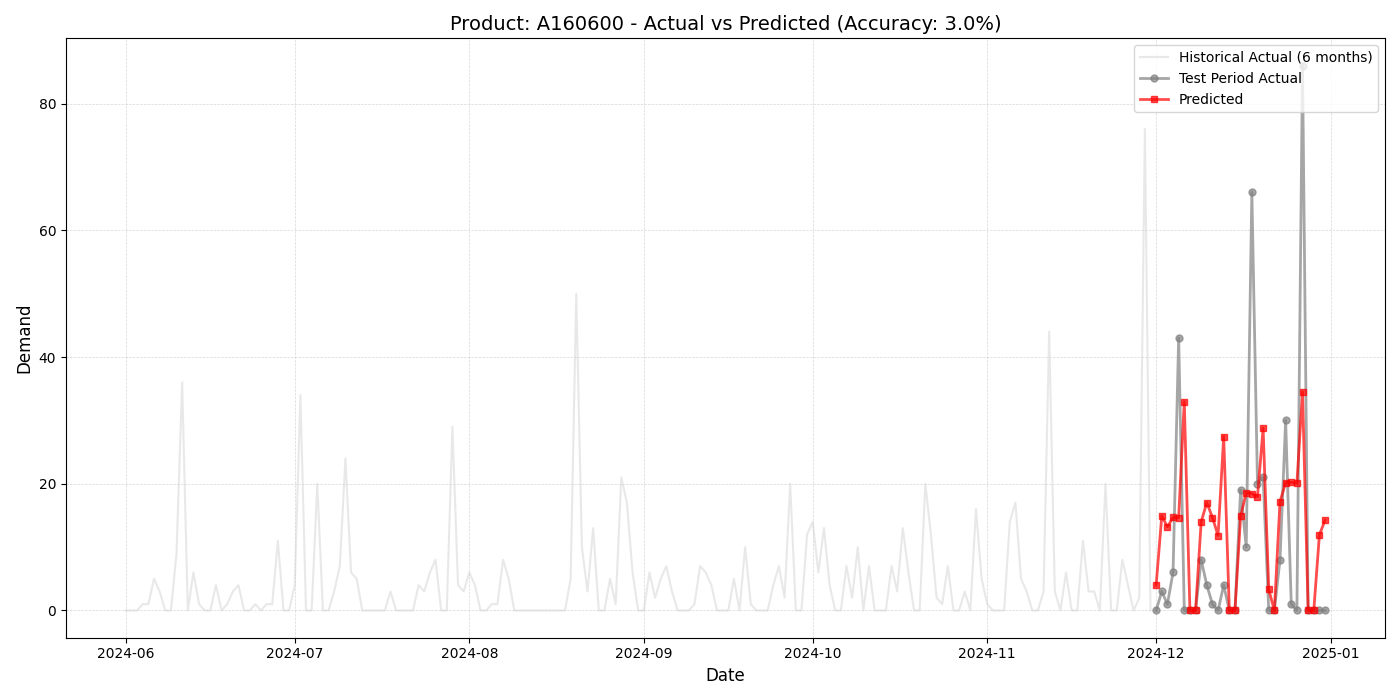 Product: A160600 - Actual vs Predicted (Accuracy: 3.0%)
Historical Actual (6 months)
Test Period Actual
Predicted
80
60
40
20
0
Demand
2024-06
2024-07
2024-08
2024-09
2024-10
2024-11
2024-12
2025-01
Date